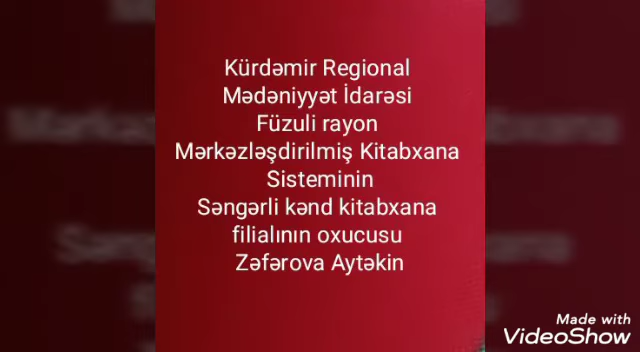 Kürdəmir Regional
Mədəniyyət İdarəsi
Füzuli rayon
Mərkəzləşdirilmiş Kitabxana
Sisteminin
Səngərli kənd kitabxana
filialının oxucusu
Zəfərova Aytəkin
Made with
VideoShow